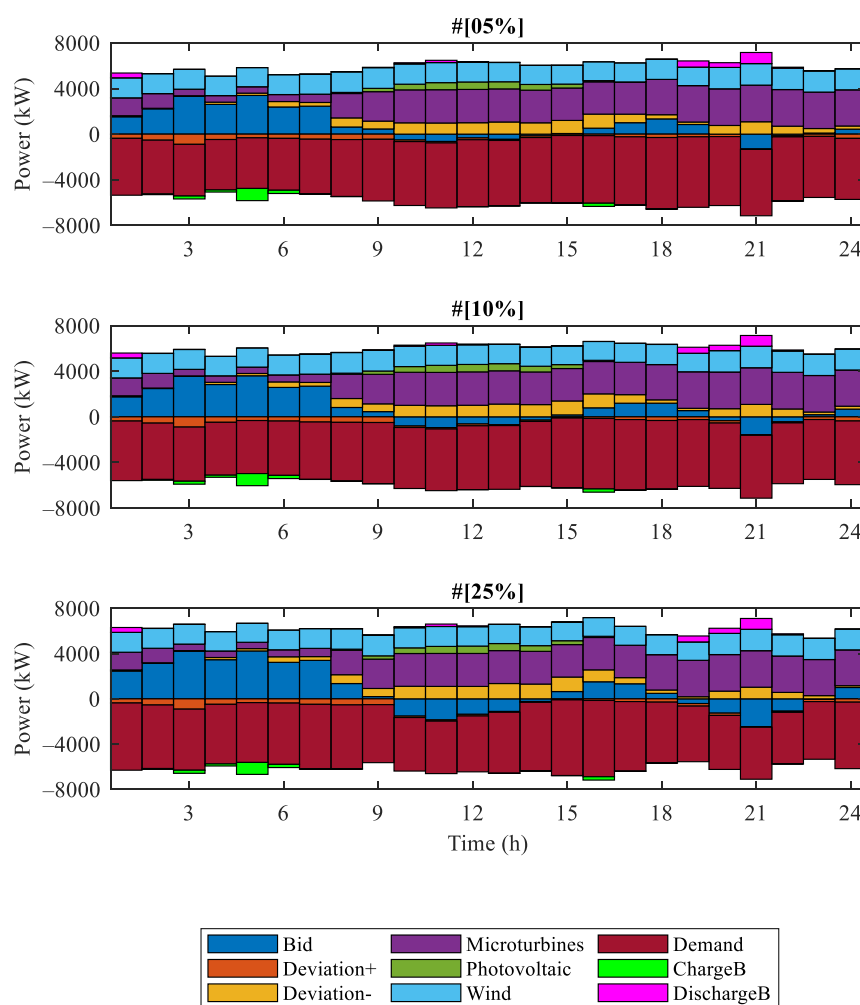 #[05%]
8000
4000
0
–4000
–8000
Power (kW)
3 6 9 12 15 18 21 24
#[10%]
8000
4000
0
–4000
–8000
Power (kW)
3 6 9 12 15 18 21 24
#[25%]
8000
4000
0
–4000
–8000
Power (kW)
3 6 9 12 15 18 21 24
Time (h)
Bid Microturbines Demand
Deviation+ Photovoltaic ChargeB
Deviation- Wind DischargeB